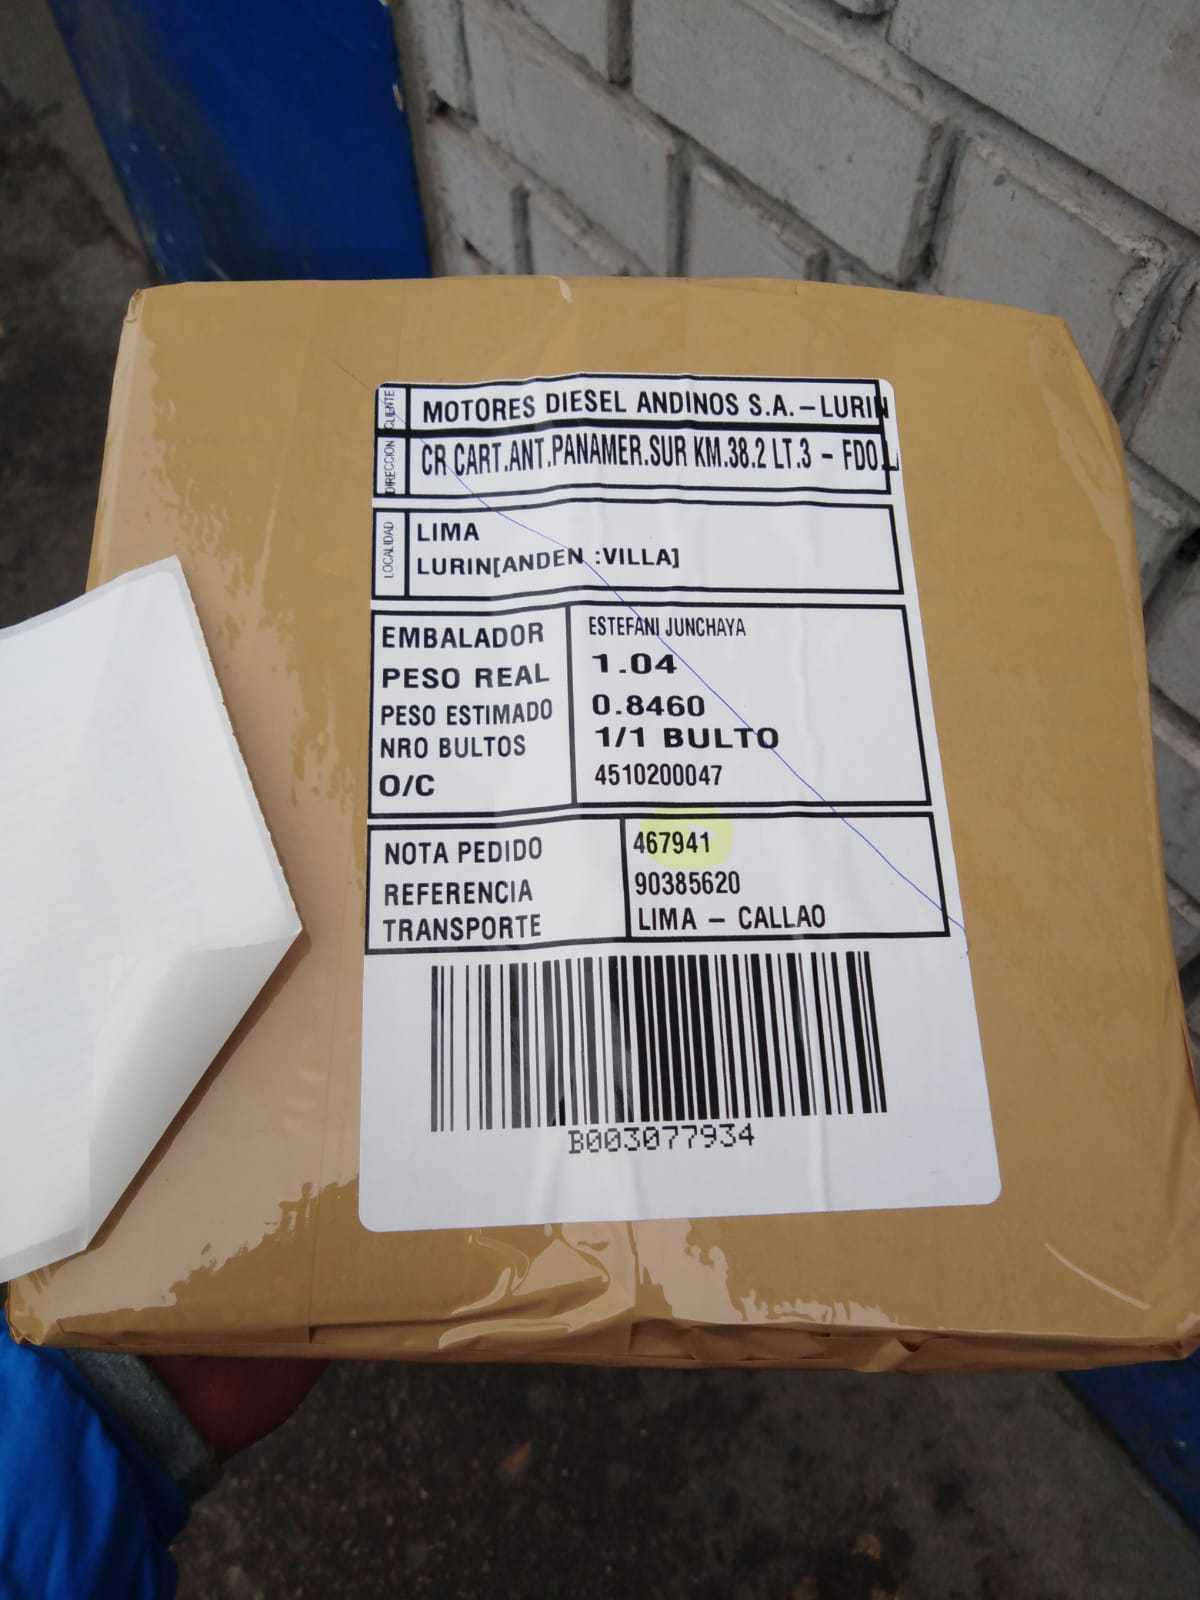 CLIENTE MOTORES DIESEL ANDINOS S.A. - LURIN
DIRECCION CR CART.ANT.PANAMER.SUR KM.38.2 LT.3 - FDO.
LOCALIDAD LIMA
LURIN[ANDEN :VILLA]
EMBALADOR ESTEFANI JUNCHAYA
PESO REAL 1.04
PESO ESTIMADO 0.8460
NRO BULTOS 1/1 BULTO
O/C 4510200047
NOTA PEDIDO 467941
REFERENCIA 90385620
TRANSPORTE LIMA - CALLAO
B003077934